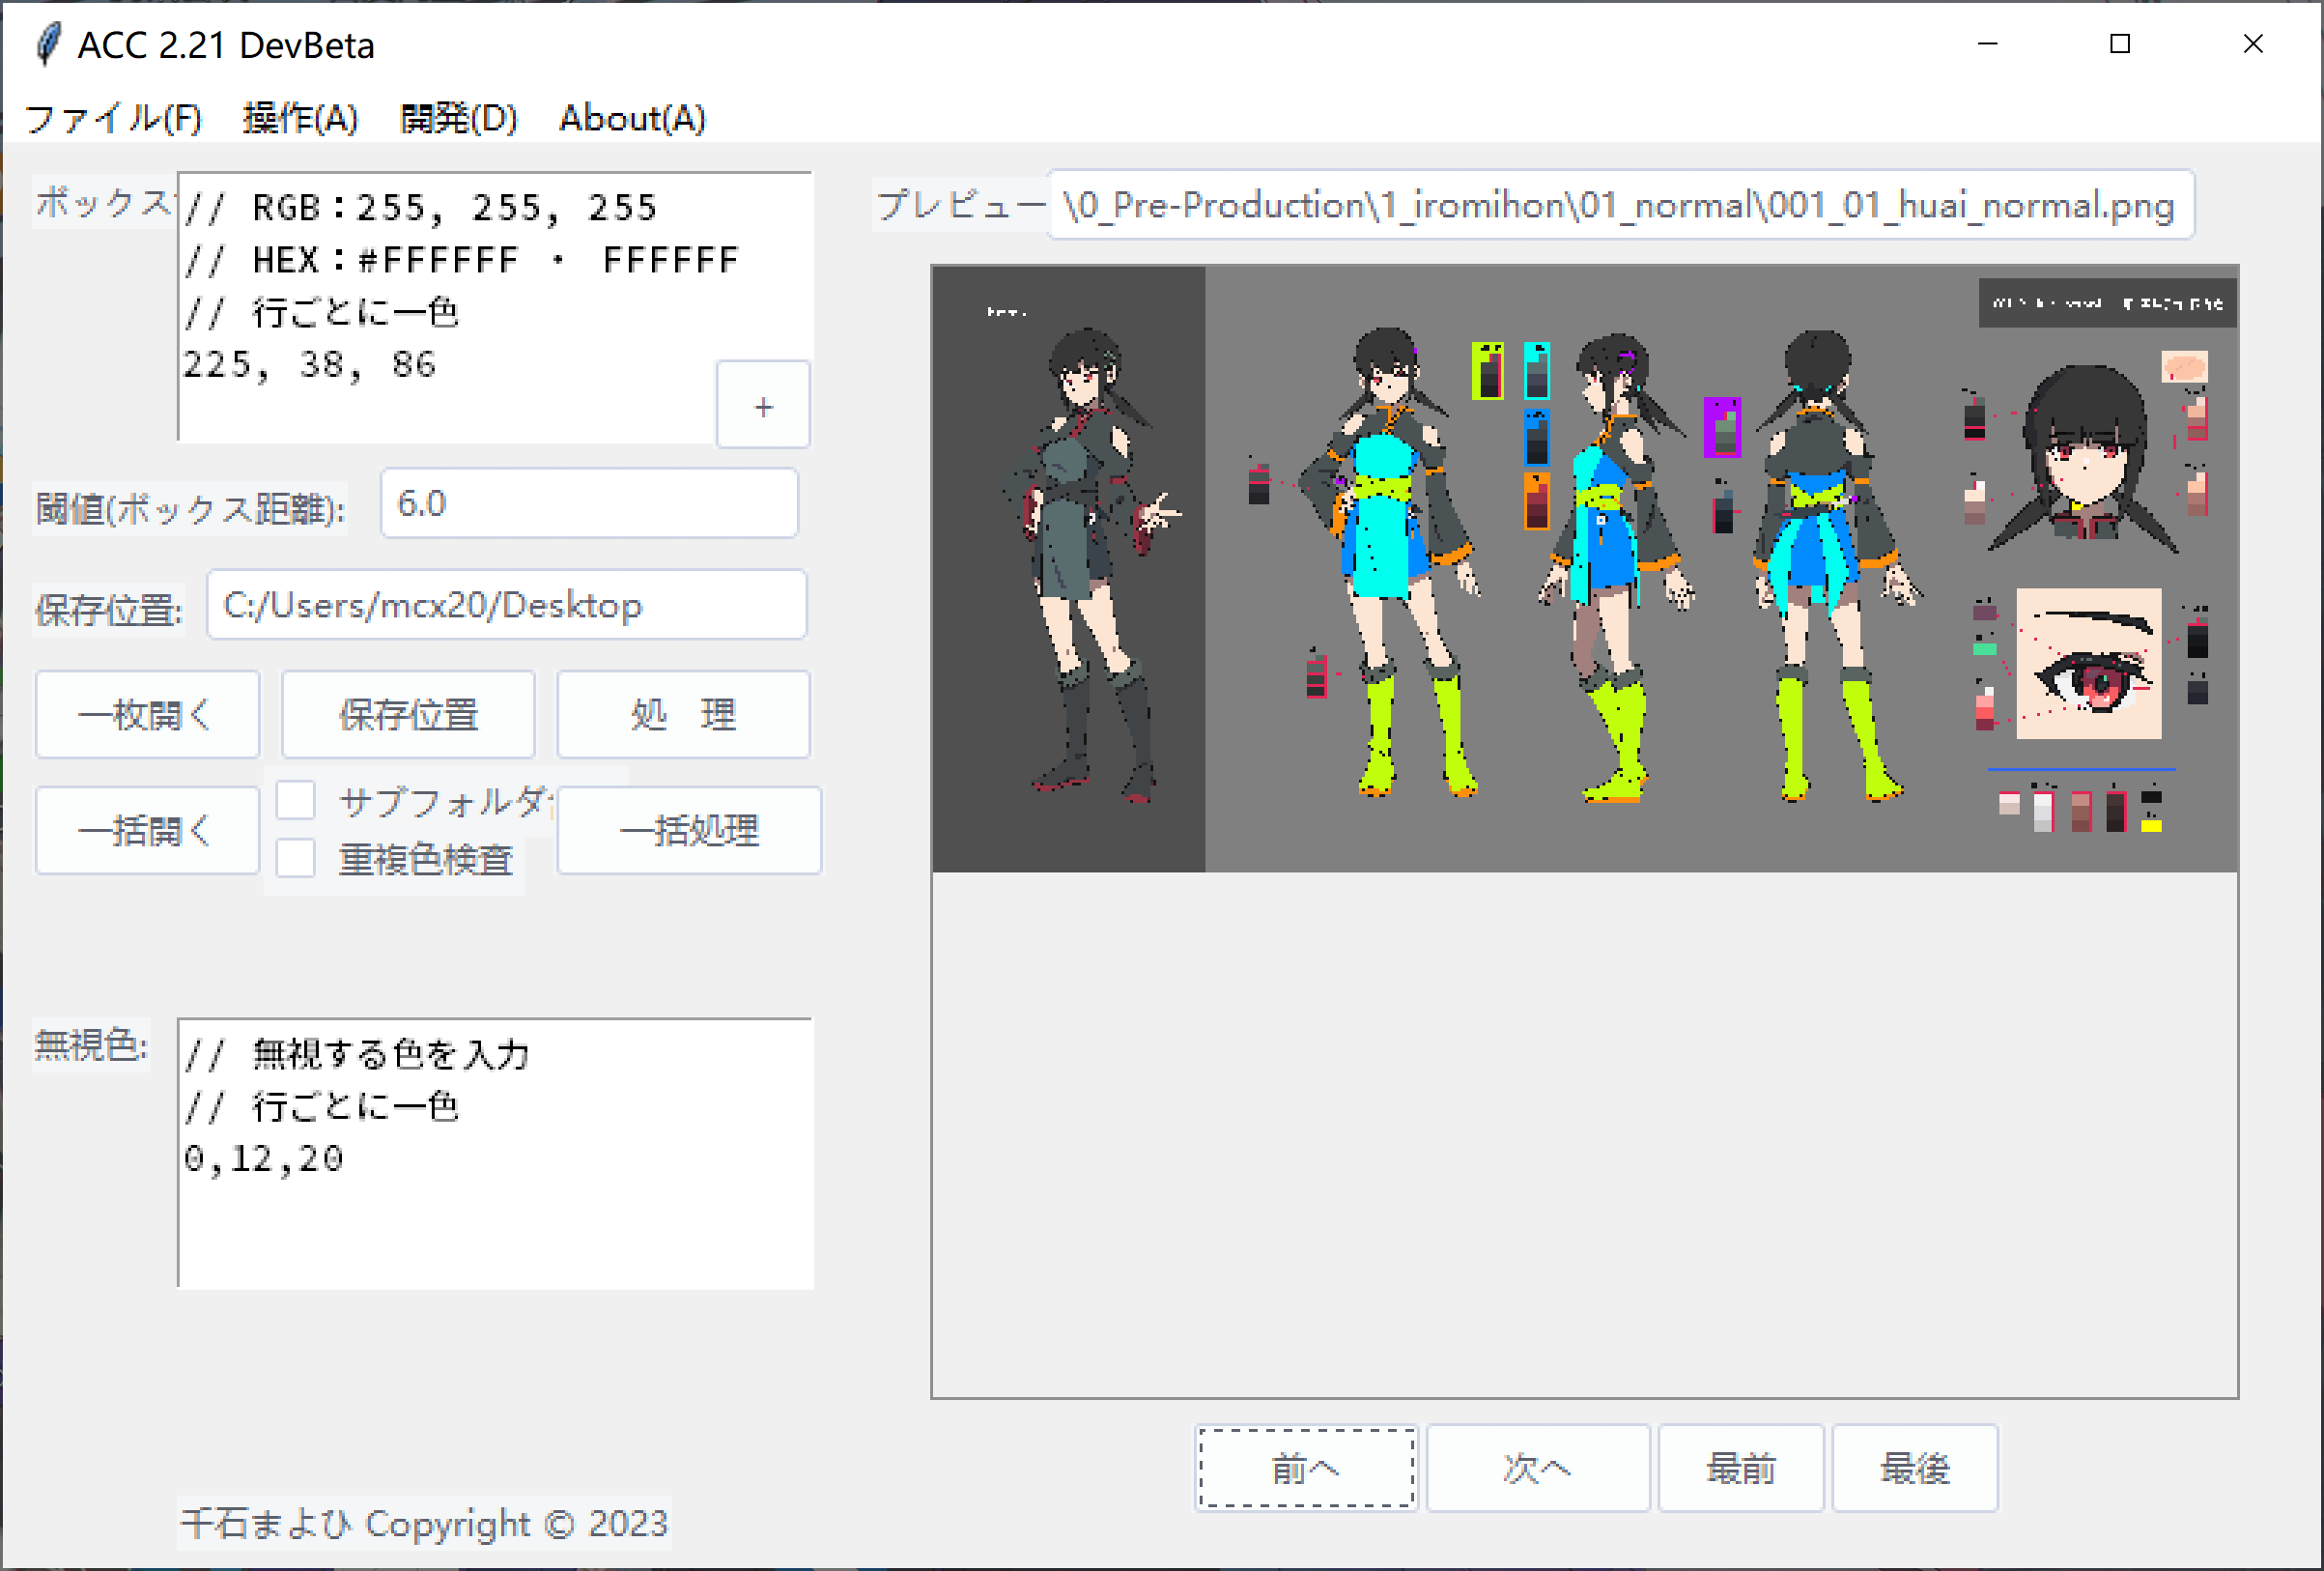 ACC 2.21 DevBeta
ファイル(F) 操作(A) 開発(D) About(A)
ボックス
// RGB：255, 255, 255
// HEX：#FFFFFF ・ FFFFFF
// 行ごとに一色
225, 38, 86
+
閾値(ボックス距離):
6.0
保存位置:
C:/Users/mcx20/Desktop
一枚開く
保存位置
処 理
一括開く
サブフォルダ
重複色検査
一括処理
無視色:
// 無視する色を入力
// 行ごとに一色
0,12,20
千石まよひ Copyright © 2023
プレビュー
\0_Pre-Production\1_iromihon\01_normal\001_01_huai_normal.png
前へ
次へ
最前
最後